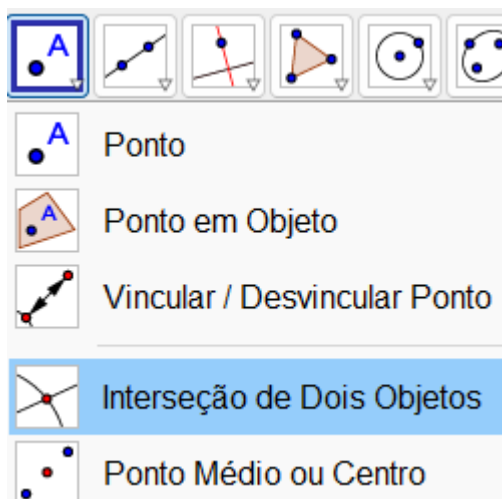 A
A
Ponto
A
Ponto em Objeto
Vincular / Desvincular Ponto
Interseção de Dois Objetos
Ponto Médio ou Centro